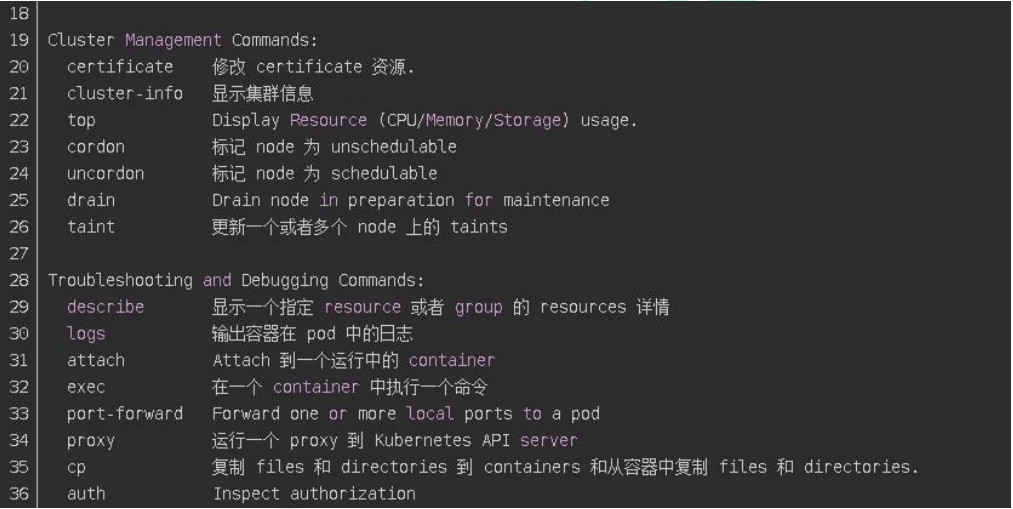 18
19 Cluster Management Commands:
20 certificate 修改 certificate 资源.
21 cluster-info 显示集群信息
22 top Display Resource (CPU/Memory/Storage) usage.
23 cordon 标记 node 为 unschedulable
24 uncordon 标记 node 为 schedulable
25 drain Drain node in preparation for maintenance
26 taint 更新一个或者多个 node 上的 taints
27
28 Troubleshooting and Debugging Commands:
29 describe 显示一个指定 resource 或者 group 的 resources 详情
30 logs 输出容器在 pod 中的日志
31 attach Attach 到一个运行中的 container
32 exec 在一个 container 中执行一个命令
33 port-forward Forward one or more local ports to a pod
34 proxy 运行一个 proxy 到 Kubernetes API server
35 cp 复制 files 和 directories 到 containers 和从容器中复制 files 和 directories.
36 auth Inspect authorization